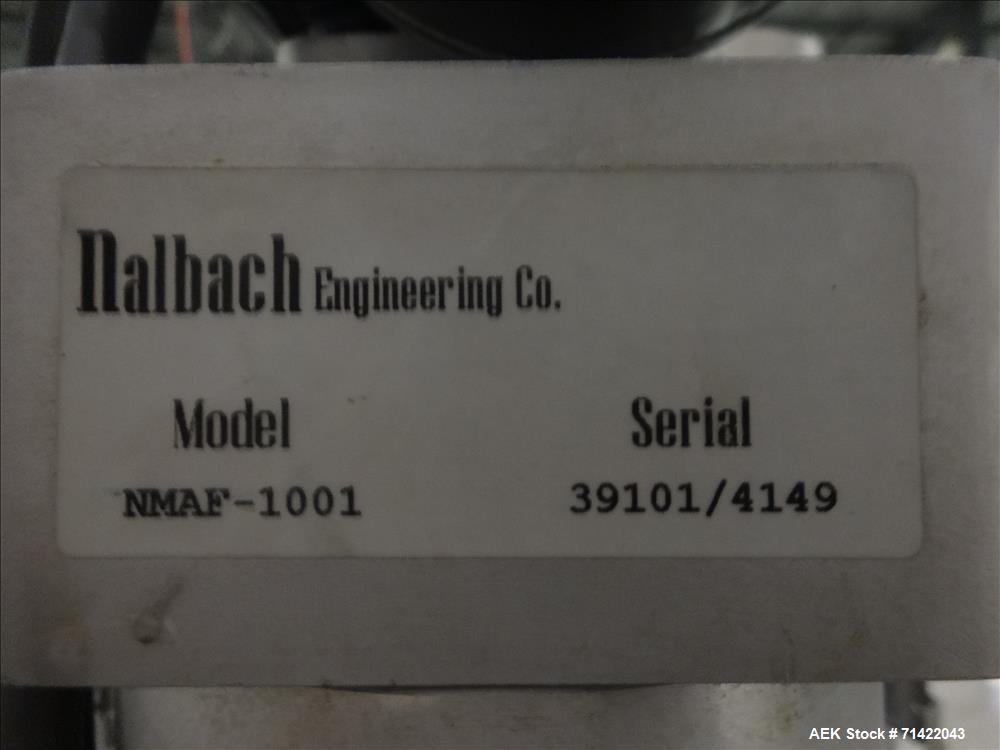 Nalbach Engineering Co.
Model Serial
NMAF-1001 39101/4149
AEK Stock # 71422043